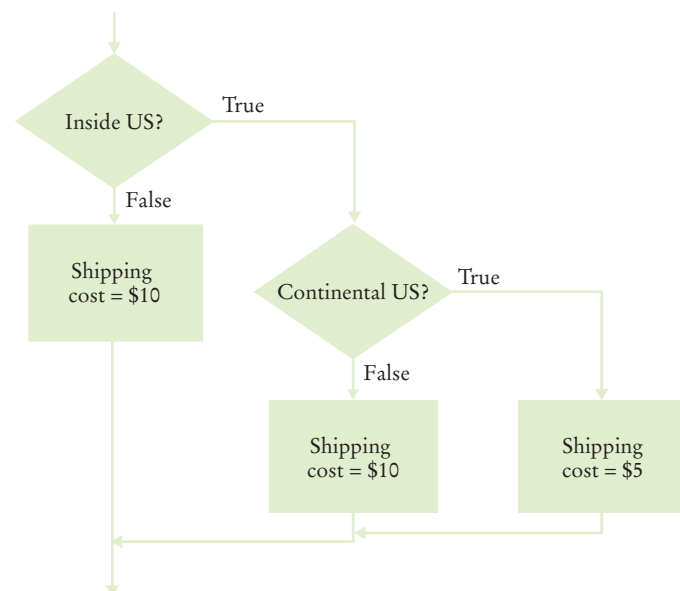 True
Inside US?
False
Shipping
cost = $10
True
Continental US?
False
Shipping
cost = $10
Shipping
cost = $5